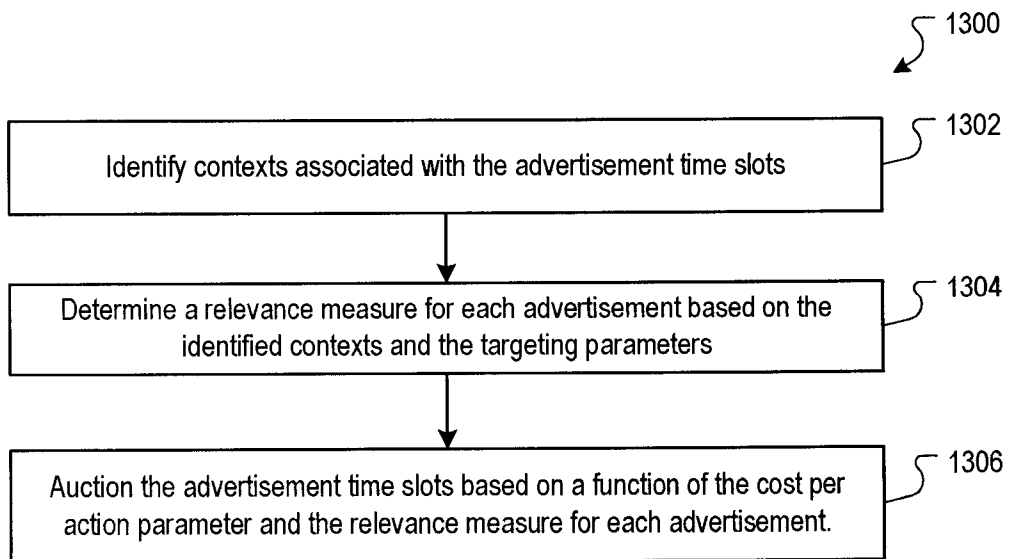 1300
1302
Identify contexts associated with the advertisement time slots
1304
Determine a relevance measure for each advertisement based on the
identified contexts and the targeting parameters
1306
Auction the advertisement time slots based on a function of the cost per
action parameter and the relevance measure for each advertisement.